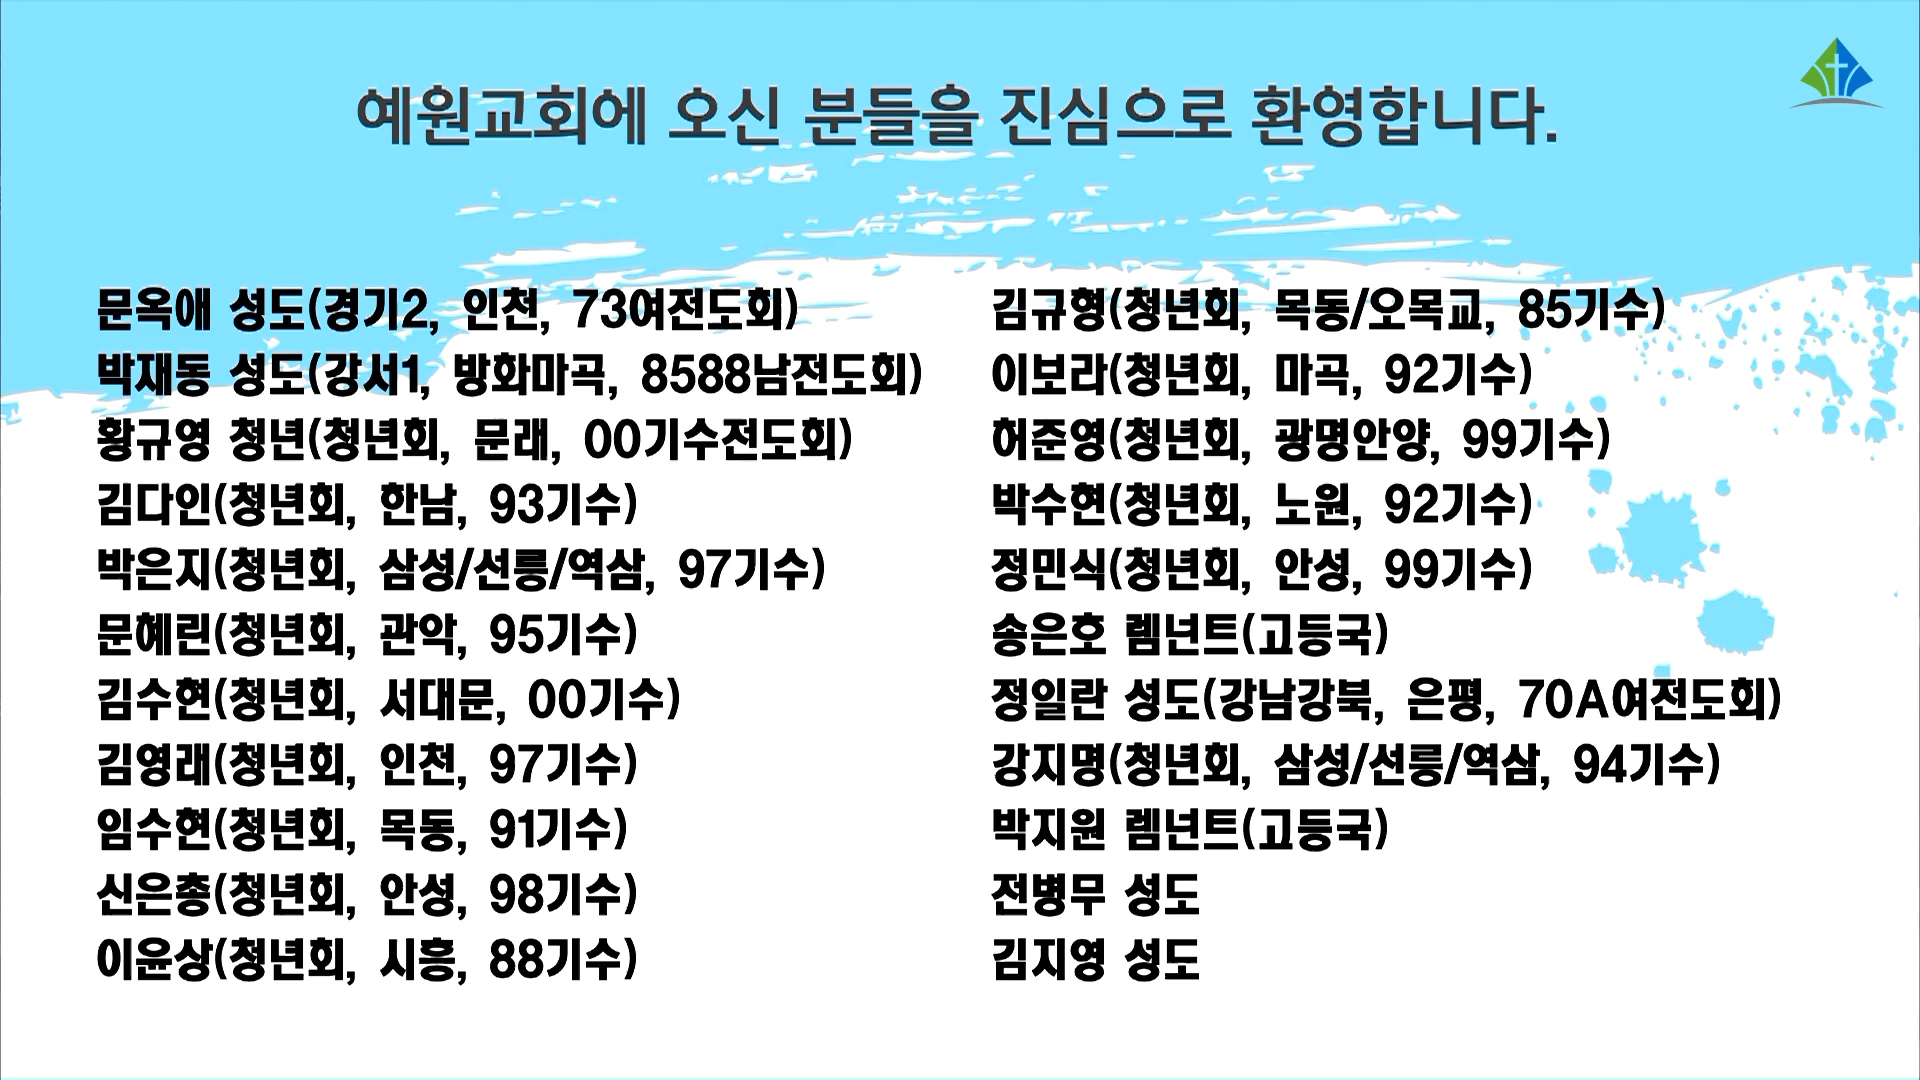 예원교회에 오신 분들을 진심으로 환영합니다.
문옥애 성도(경기2, 인천, 73여전도회)
박재동 성도(강서1, 방화마곡, 8588남전도회)
황규영 청년(청년회, 문래, 00기수전도회)
김다인(청년회, 한남, 93기수)
박은지(청년회, 삼성/선릉/역삼, 97기수)
문혜린(청년회, 관악, 95기수)
김수현(청년회, 서대문, 00기수)
김영래(청년회, 인천, 97기수)
임수현(청년회, 목동, 91기수)
신은총(청년회, 안성, 98기수)
이윤상(청년회, 시흥, 88기수)
김규형(청년회, 목동/오목교, 85기수)
이보라(청년회, 마곡, 92기수)
허준영(청년회, 광명안양, 99기수)
박수현(청년회, 노원, 92기수)
정민식(청년회, 안성, 99기수)
송은호 렘넌트(고등국)
정일란 성도(강남강북, 은평, 70A여전도회)
강지명(청년회, 삼성/선릉/역삼, 94기수)
박지원 렘넌트(고등국)
전병무 성도
김지영 성도